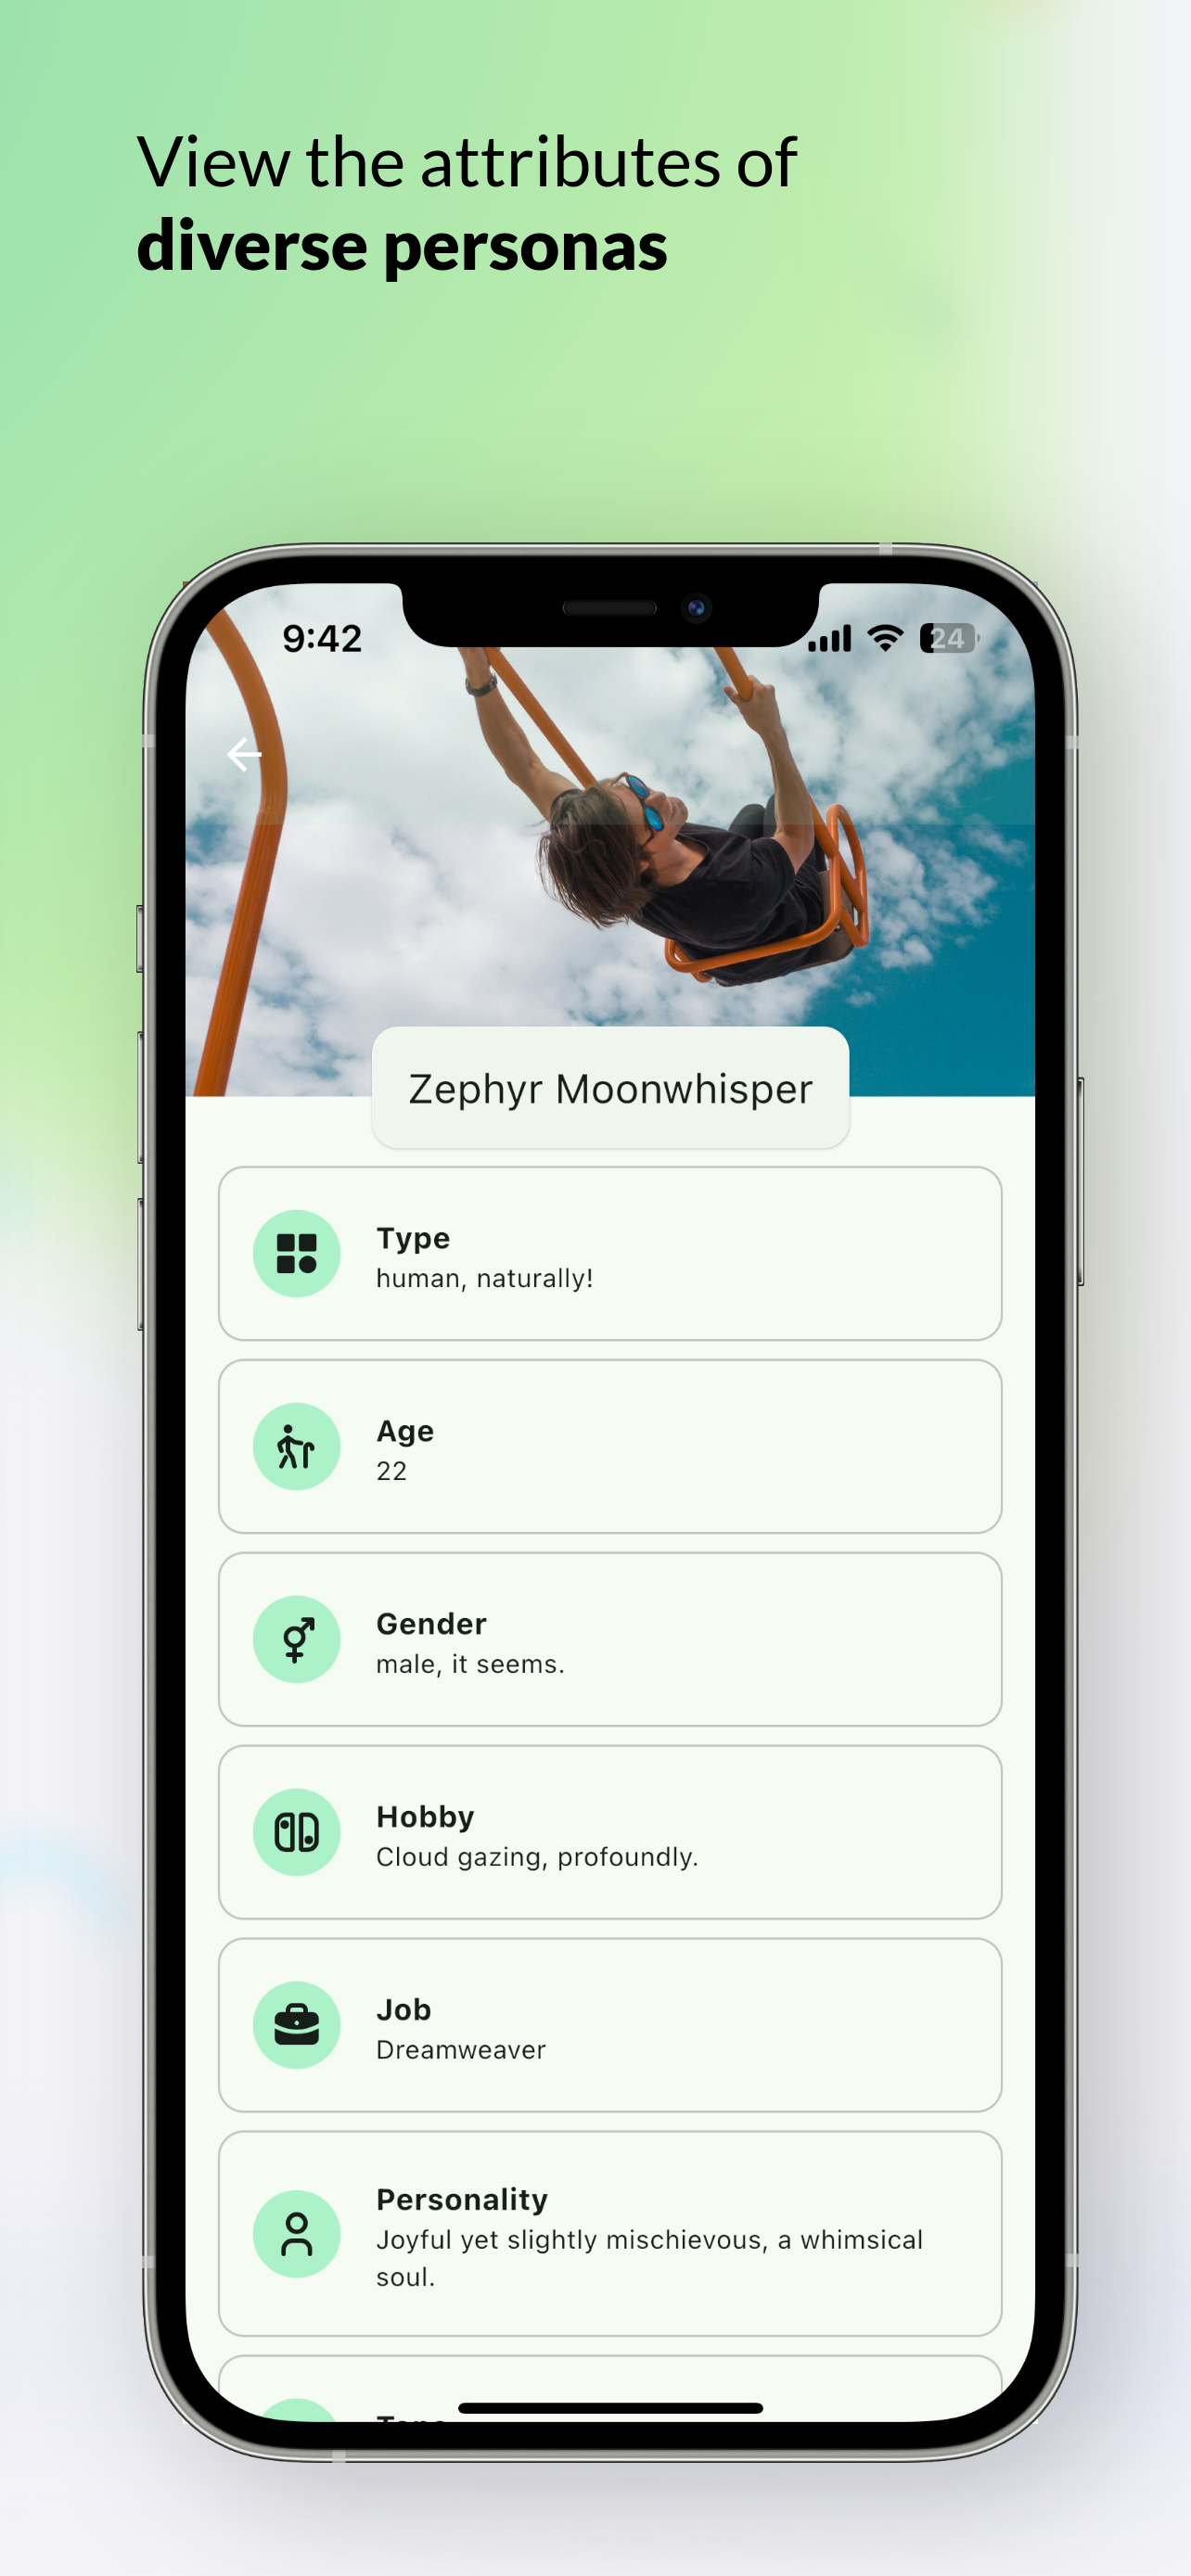 View the attributes of
diverse personas
9:42
24
Zephyr Moonwhisper
Type
human, naturally!
Age
22
Gender
male, it seems.
Hobby
Cloud gazing, profoundly.
Job
Dreamweaver
Personality
Joyful yet slightly mischievous, a whimsical
soul.